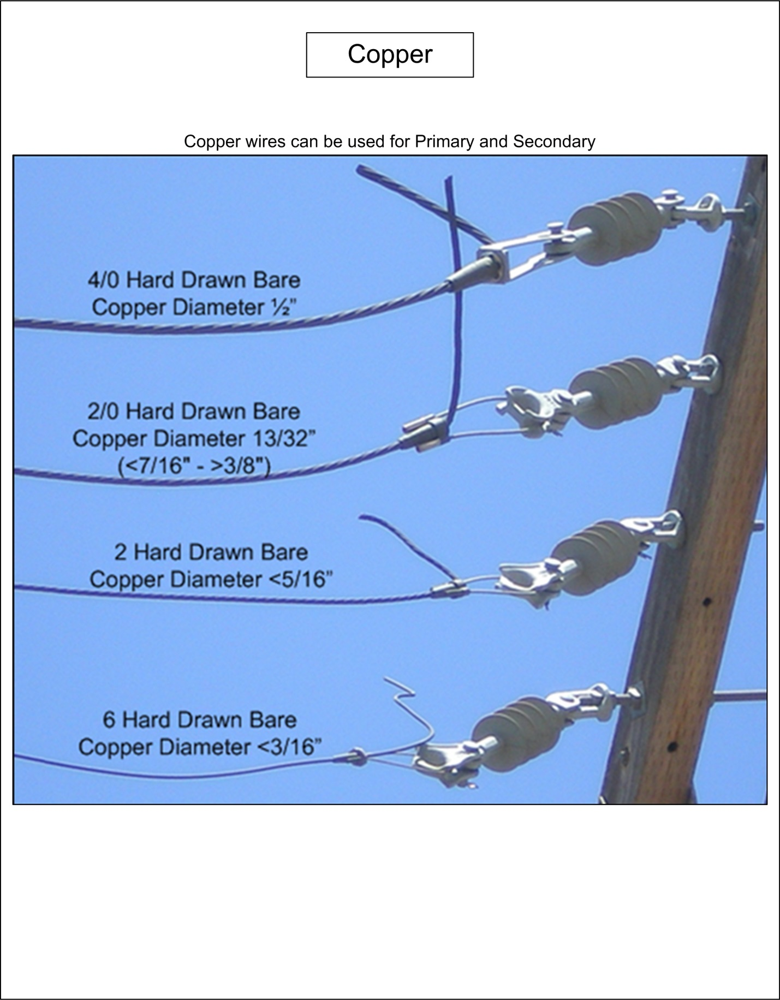 Copper
Copper wires can be used for Primary and Secondary
4/0 Hard Drawn Bare
Copper Diameter ½”
2/0 Hard Drawn Bare
Copper Diameter 13/32”
(<7/16" - >3/8")
2 Hard Drawn Bare
Copper Diameter <5/16”
6 Hard Drawn Bare
Copper Diameter <3/16”